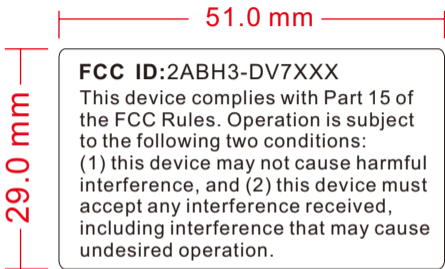 51.0 mm
29.0 mm
FCC ID:2ABH3-DV7XXX
This device complies with Part 15 of
the FCC Rules. Operation is subject
to the following two conditions:
(1) this device may not cause harmful
interference, and (2) this device must
accept any interference received,
including interference that may cause
undesired operation.